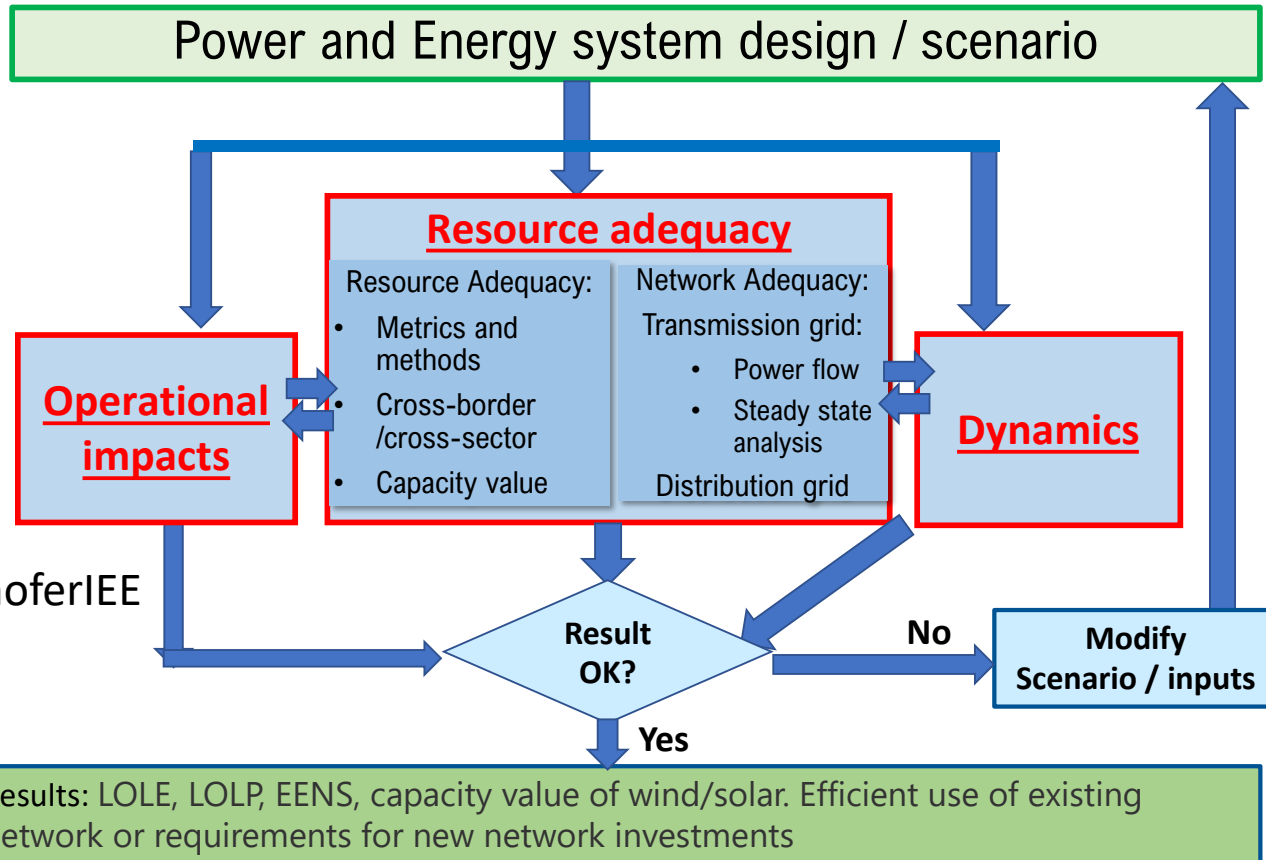 Power and Energy system design / scenario
Resource adequacy
Resource Adequacy:
• Metrics and
methods
• Cross-border
/cross-sector
• Capacity value
Network Adequacy:
Transmission grid:
• Power flow
• Steady state
analysis
Distribution grid
Operational
impacts
Dynamics
oferIEE
Result
OK?
No
Modify
Scenario / inputs
Yes
esults: LOLE, LOLP, EENS, capacity value of wind/solar. Efficient use of existing
etwork or requirements for new network investments